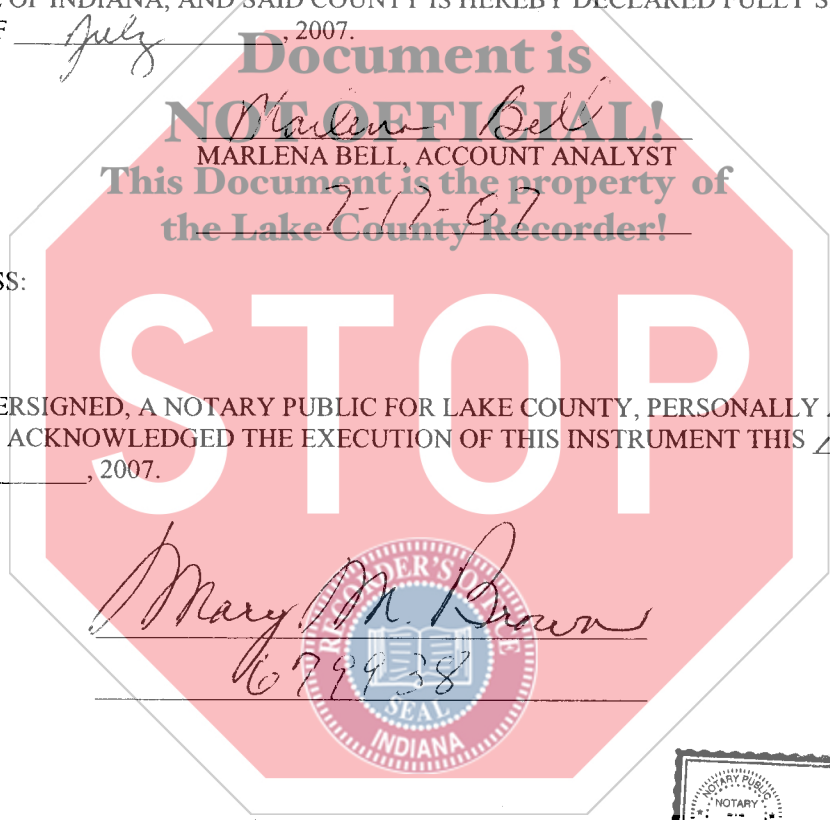 OF INDIANA, AND SAID COUNTY IS HEREBY DECLARED FULLY
July, 2007.
Document is
NOT OFFICIAL!
Marlena Bell
MARLENA BELL, ACCOUNT ANALYST
This Document is the property of
7-17-07
the Lake County Recorder!
SS:
STOP
ERSIGNED, A NOTARY PUBLIC FOR LAKE COUNTY, PERSONALLY
ACKNOWLEDGED THE EXECUTION OF THIS INSTRUMENT THIS
, 2007.
Mary M. Brown
679938
RECORDER'S OFFICE
SEAL
INDIANA
NOTARY PUBLIC
NOTARY